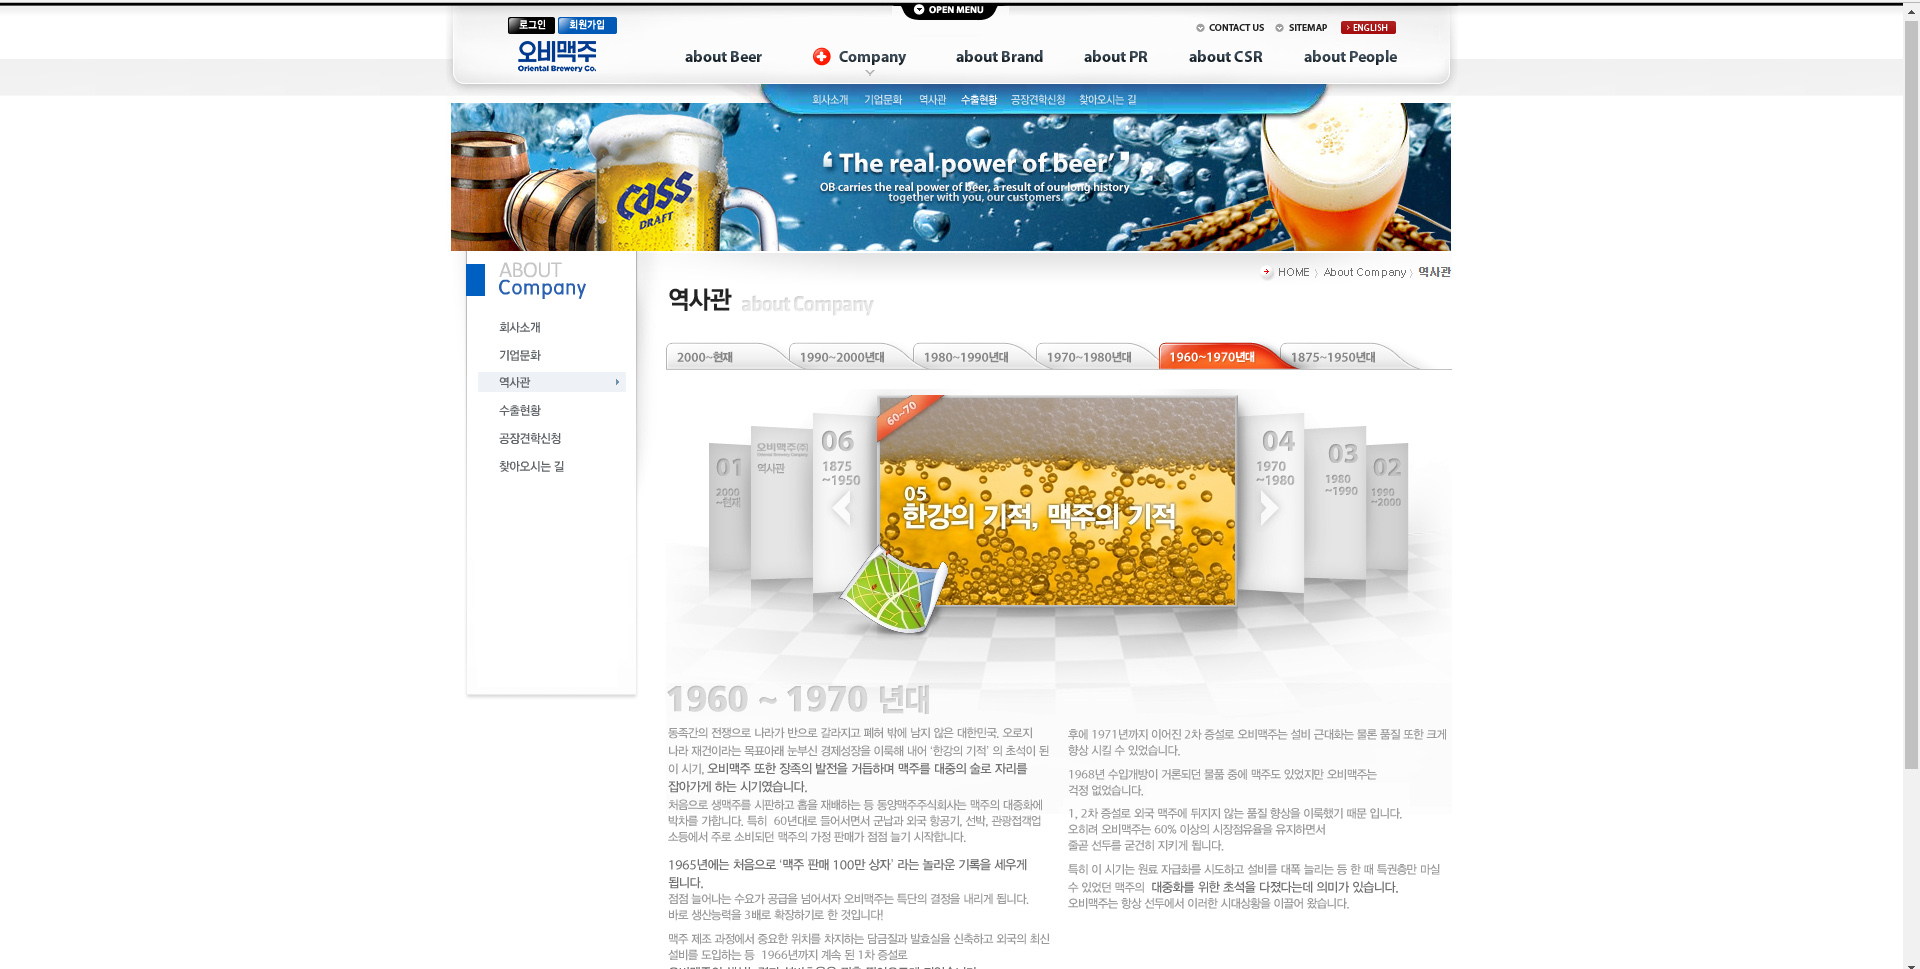 OPEN MENU
로그인 회원가입
오비맥주
Oriental Brewery Co.
CONTACT US SITEMAP ENGLISH
about Beer Company about Brand about PR about CSR about People
회사소개 기업문화 역사관 수출현황 공장견학신청 찾아오시는 길
Cass
DRAFT
‘ The real power of beer’ ’
OB carries the real power of beer, a result of our long history
together with you, our customers.
ABOUT
Company
회사소개
기업문화
역사관
수출현황
공장견학신청
찾아오시는 길
HOME 〉 About Company 〉 역사관
역사관 about Company
2000~현재 1990~2000년대 1980~1990년대 1970~1980년대 1960~1970년대 1875~1950년대
01
2000
~현재
오비맥주(주)
Oriental Brewery Company
역사관
06
1875
~1950
60~70
05
한강의 기적, 맥주의 기적
04
1970
~1980
03
1980
~1990
02
1990
~2000
1960 ~ 1970 년대
동족간의 전쟁으로 나라가 반으로 갈라지고 폐허 밖에 남지 않은 대한민국. 오로지
나라 재건이라는 목표아래 눈부신 경제성장을 이룩해 내어 ‘한강의 기적’ 의 초석이 된
이 시기, 오비맥주 또한 장족의 발전을 거듭하며 맥주를 대중의 술로 자리를
잡아가게 하는 시기였습니다.
처음으로 생맥주를 시판하고 홉을 재배하는 등 동양맥주주식회사는 맥주의 대중화에
박차를 가합니다. 특히 60년대로 들어서면서 군납과 외국 항공기, 선박, 관광접객업
소등에서 주로 소비되던 맥주의 가정 판매가 점점 늘기 시작합니다.
1965년에는 처음으로 ‘맥주 판매 100만 상자’ 라는 놀라운 기록을 세우게
됩니다.
점점 늘어나는 수요가 공급을 넘어서자 오비맥주는 특단의 결정을 내리게 됩니다.
바로 생산능력을 3배로 확장하기로 한 것입니다!
맥주 제조 과정에서 중요한 위치를 차지하는 담금질과 발효실을 신축하고 외국의 최신
설비를 도입하는 등 1966년까지 계속 된 1차 증설로
후에 1971년까지 이어진 2차 증설로 오비맥주는 설비 근대화는 물론 품질 또한 크게
향상 시킬 수 있었습니다.
1968년 수입개방이 거론되던 물품 중에 맥주도 있었지만 오비맥주는
걱정 없었습니다.
1, 2차 증설로 외국 맥주에 뒤지지 않는 품질 향상을 이룩했기 때문 입니다.
오히려 오비맥주는 60% 이상의 시장점유율을 유지하면서
줄곧 선두를 굳건히 지키게 됩니다.
특히 이 시기는 원료 자급화를 시도하고 설비를 대폭 늘리는 등 한 때 특권층만 마실
수 있었던 맥주의 대중화를 위한 초석을 다졌다는데 의미가 있습니다.
오비맥주는 항상 선두에서 이러한 시대상황을 이끌어 왔습니다.